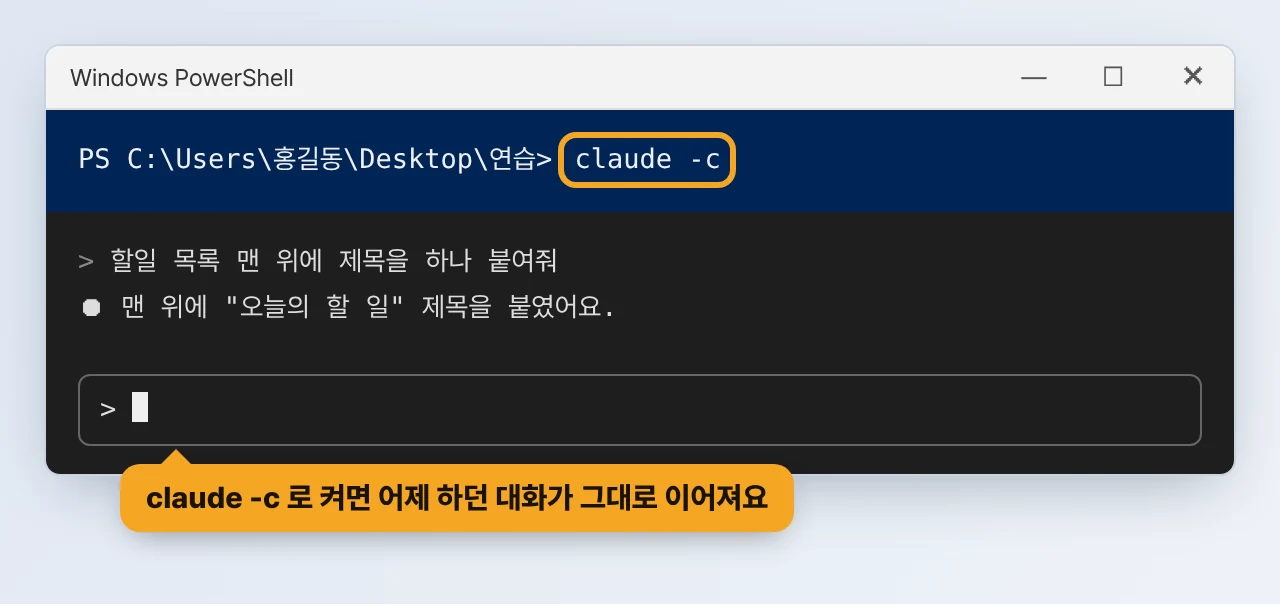 Windows PowerShell
PS C:\Users\홍길동\Desktop\연습> claude -c
> 할일 목록 맨 위에 제목을 하나 붙여줘
● 맨 위에 "오늘의 할 일" 제목을 붙였어요.
>
claude -c 로 켜면 어제 하던 대화가 그대로 이어져요